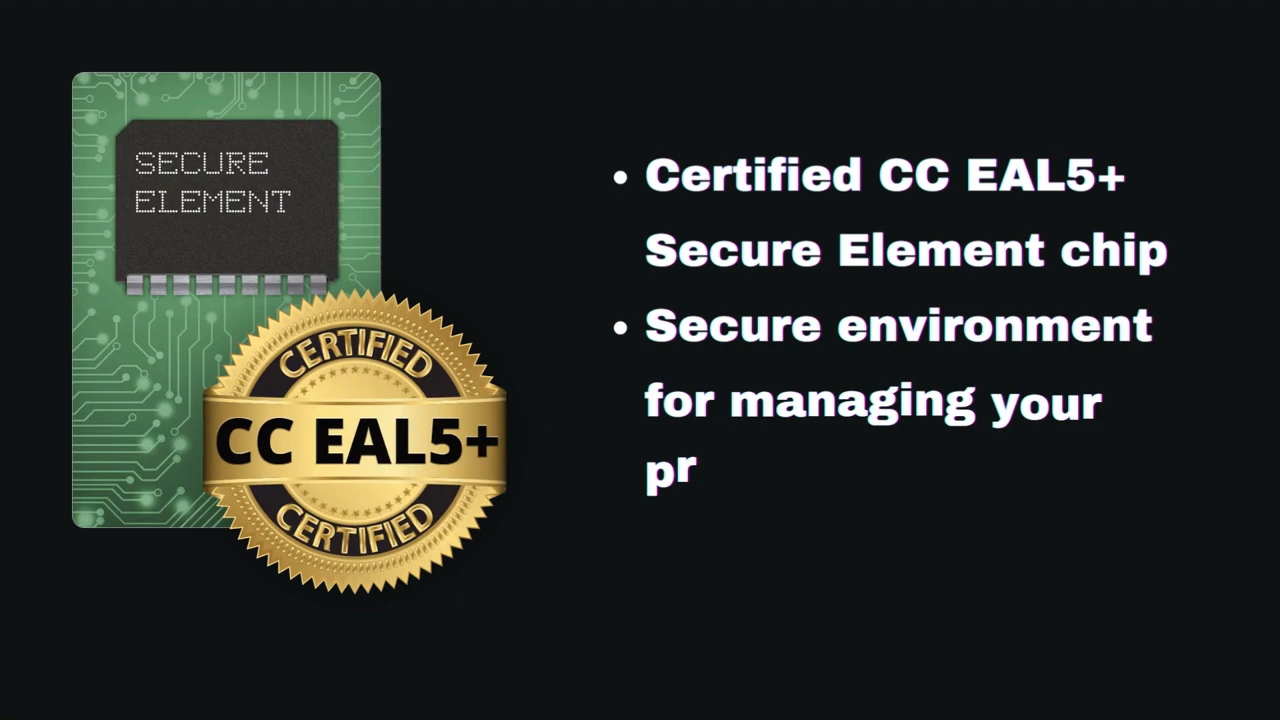 SECURE
ELEMENT
CERTIFIED
CC EAL5+
CERTIFIED
• Certified CC EAL5+
Secure Element chip
• Secure environment
for managing your
pr